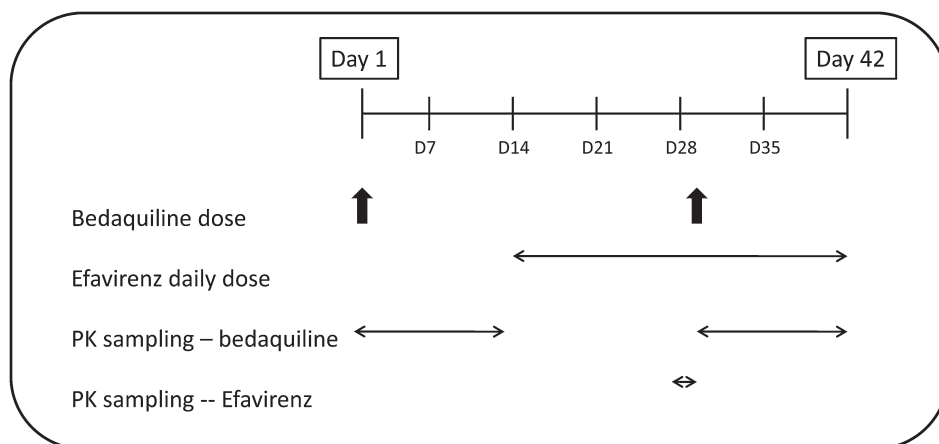 Day 1 Day 42
D7 D14 D21 D28 D35
Bedaquiline dose
Efavirenz daily dose
PK sampling – bedaquiline
PK sampling -- Efavirenz